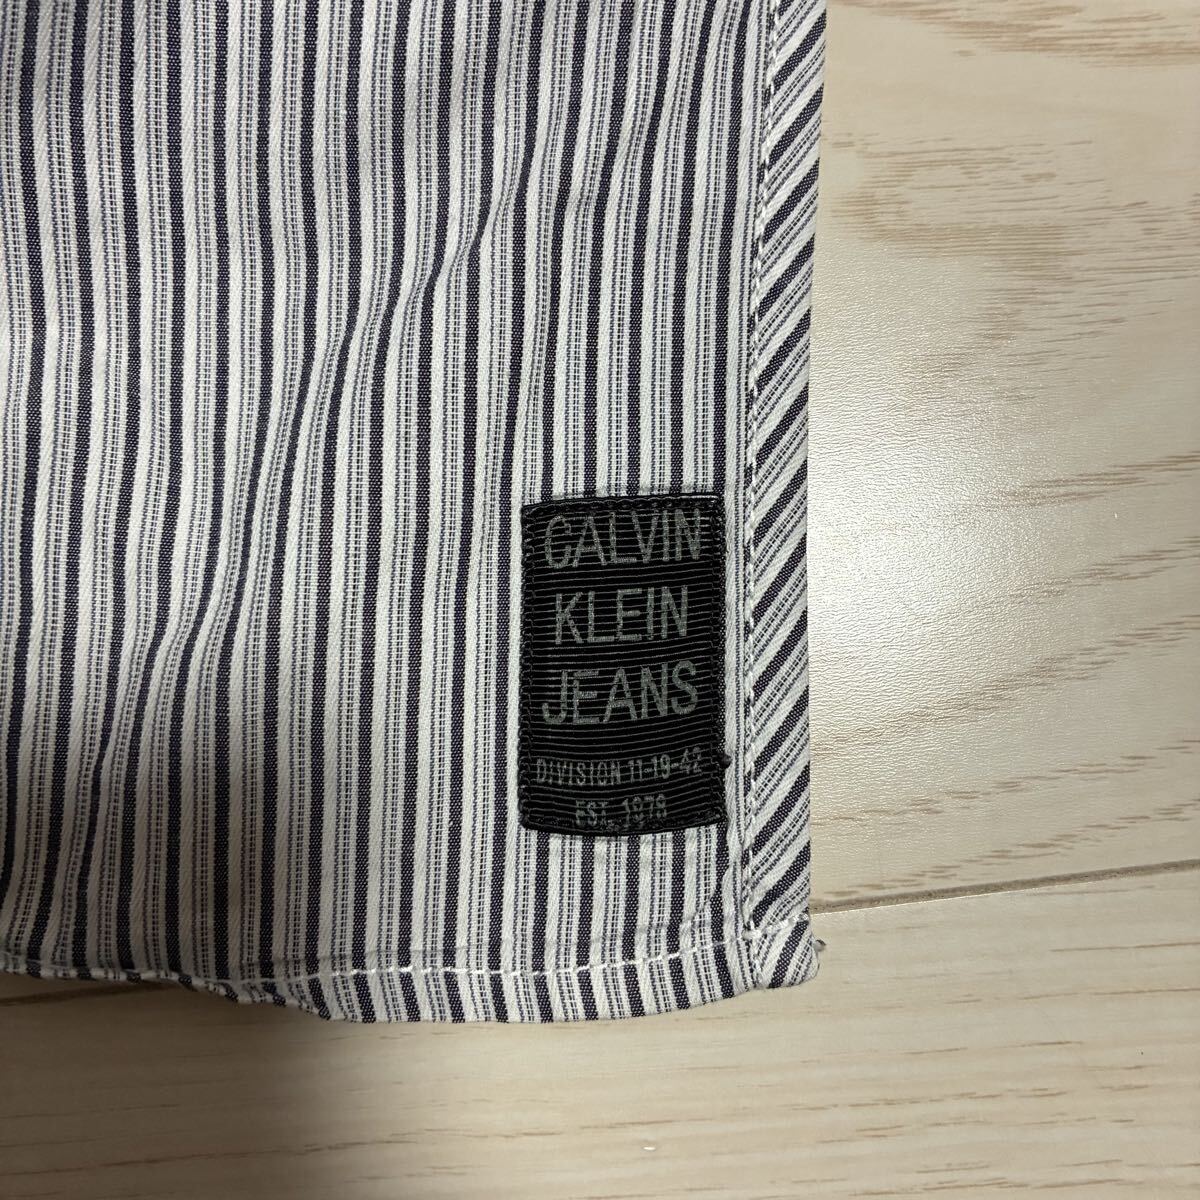 CALVIN
KLEIN
JEANS
DIVISION 11-19-42
EST. 1978